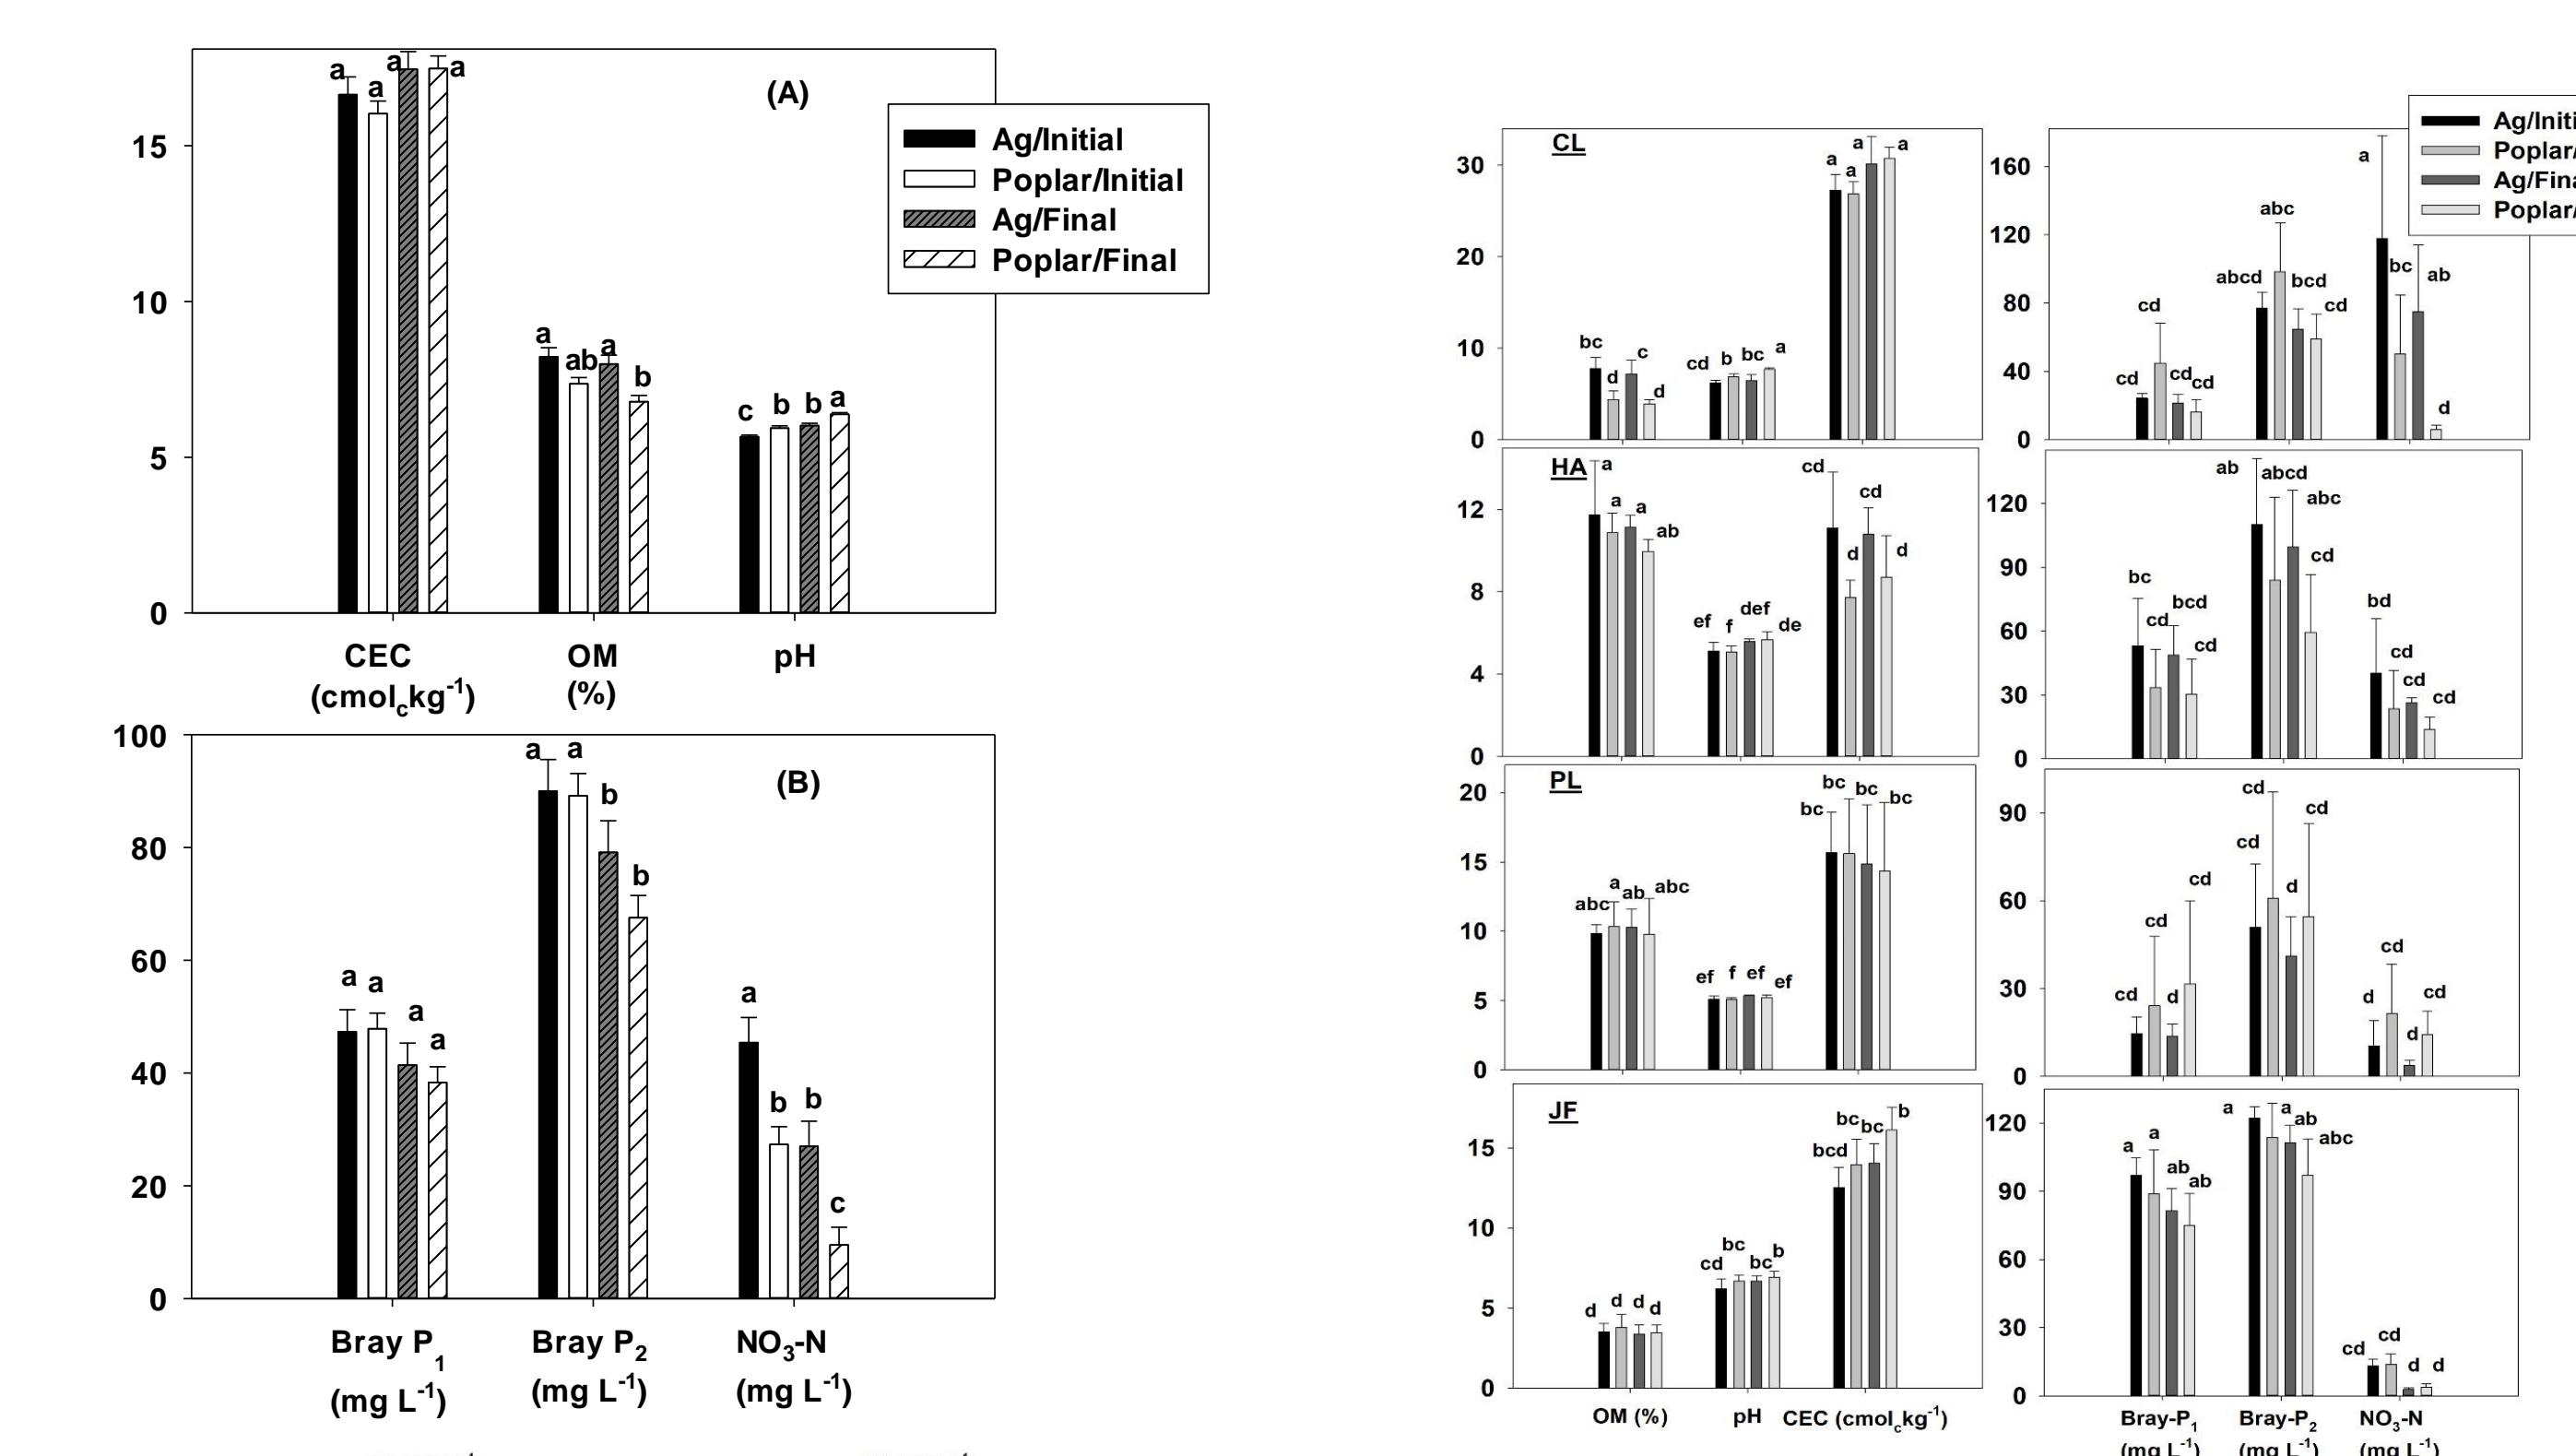 (A)
a a a a
15
10
5
0
a ab a b
c b b a
Ag/Initial
Poplar/Initial
Ag/Final
Poplar/Final
CEC OM pH
(cmolckg-1) (%)
100
80
60
40
20
0
(B)
a a a a
a a b b
a b b c
Bray P1 Bray P2 NO3-N
(mg L-1) (mg L-1) (mg L-1)
CL
30
20
10
0
bc d c d
cd b bc a
a a a a
160
120
80
40
0
cd cd cd cd
abcd abc bcd cd
a bc ab d
HA
12
8
4
0
a a a ab
ef f def de
cd d cd d
120
90
60
30
0
bc cd bcd cd
ab abcd abc cd
bd cd cd cd
PL
20
15
10
5
0
abc a ab abc
ef f ef ef
bc bc bc bc
90
60
30
0
cd cd d cd
cd cd d cd
d cd d cd
JF
15
10
5
0
d d d d
cd bc bc b
bcd bc bc b
120
90
60
30
0
a a ab ab
a a ab abc
cd cd d d
OM (%) pH CEC (cmolckg-1)
Bray-P1 Bray-P2 NO3-N
(mg L-1) (mg L-1) (mg L-1)